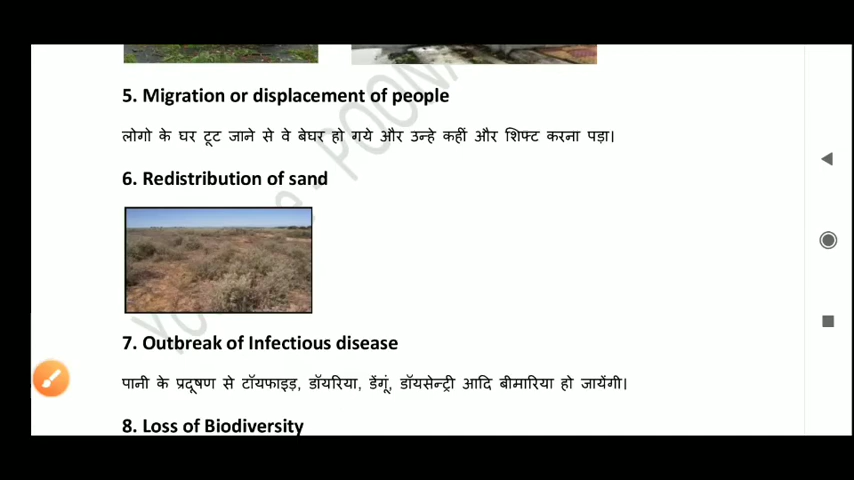 5. Migration or displacement of people
लोगो के घर टूट जाने से वे बेघर हो गये और उन्हे कहीं और शिफ्ट करना पड़ा।
6. Redistribution of sand
7. Outbreak of Infectious disease
पानी के प्रदूषण से टॉयफाइड, डॉयरिया, डेंगूं, डॉयसेन्ट्री आदि बीमारिया हो जायेंगी।
8. Loss of Biodiversity